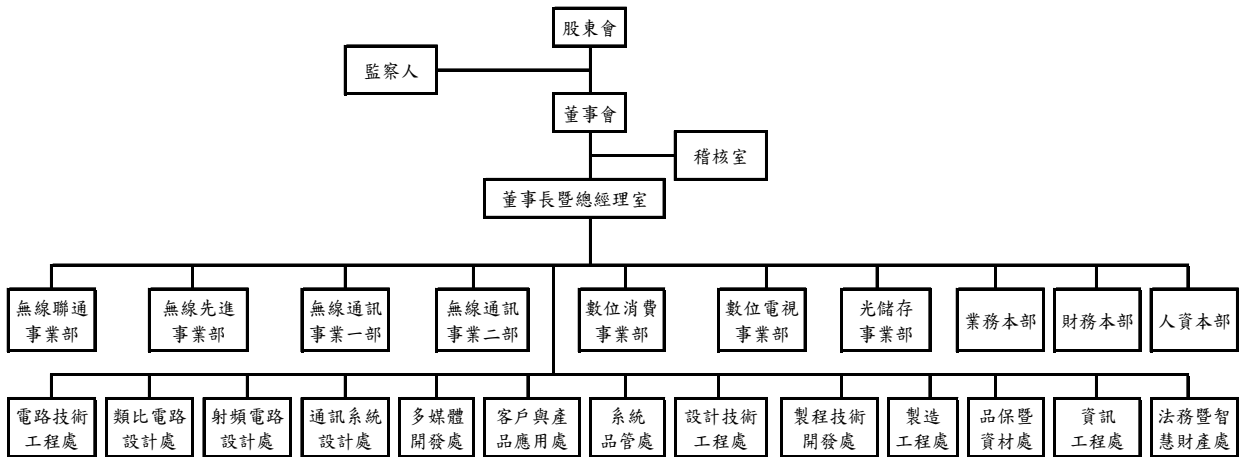 股東會
監察人
董事會
稽核室
董事長暨總經理室
無線聯通
事業部
無線先進
事業部
無線通訊
事業一部
無線通訊
事業二部
數位消費
事業部
數位電視
事業部
光儲存
事業部
業務本部
財務本部
人資本部
電路技術
工程處
類比電路
設計處
射頻電路
設計處
通訊系統
設計處
多媒體
開發處
客戶與產
品應用處
系統
品管處
設計技術
工程處
製程技術
開發處
製造
工程處
品保暨
資材處
資訊
工程處
法務暨智
慧財產處